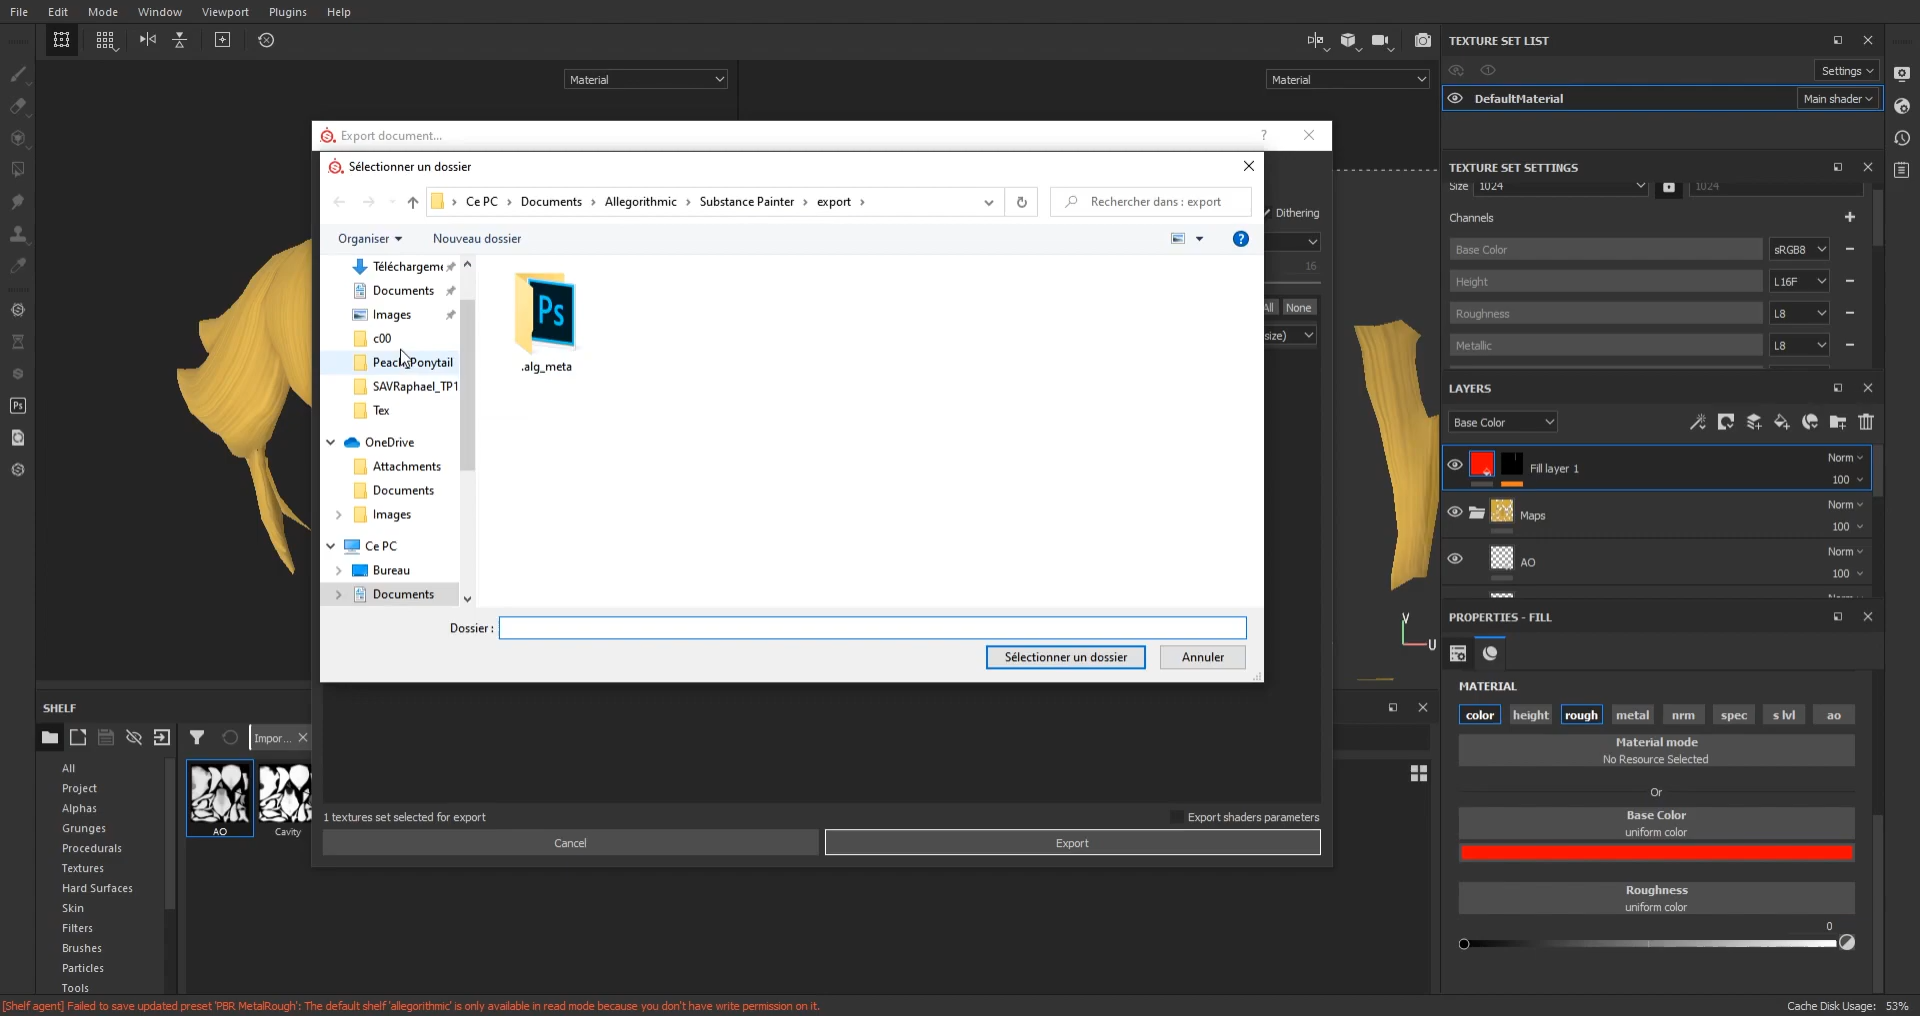 File Edit Mode Window Viewport Plugins Help
Material
Material
TEXTURE SET LIST
Settings
DefaultMaterial
Main shader
TEXTURE SET SETTINGS
Size 1024
1024
Channels
Base Color sRGB8
Height L16F
Roughness L8
Metallic L8
LAYERS
Base Color
Fill layer 1
Norm
100
Maps
Norm
100
AO
Norm
100
PROPERTIES - FILL
MATERIAL
color height rough metal nrm spec s lvl ao
Material mode
No Resource Selected
Or
Base Color
uniform color
Roughness
uniform color
0
Export document...
?
Sélectionner un dossier
Ce PC > Documents > Allegorithmic > Substance Painter > export >
Rechercher dans : export
Organiser
Nouveau dossier
?
Dithering
16
All None
size)
Documents
Images
c00
SAVRaphael_TP1
Tex
OneDrive
Attachments
Documents
Images
Ce PC
Bureau
Documents
Ps
.alg_meta
Dossier :
Sélectionner un dossier
Annuler
1 textures set selected for export
Export shaders parameters
Cancel
Export
SHELF
Impor...
All
Project
Alphas
Grunges
Procedurals
Textures
Hard Surfaces
Skin
Filters
Brushes
Particles
Tools
AO
Cavity
Ps
V
U
[Shelf agent] Failed to save updated preset 'PBR MetalRough': The default shelf 'allegorithmic' is only available in read mode because you don't have write permission on it.
Cache Disk Usage: 53%